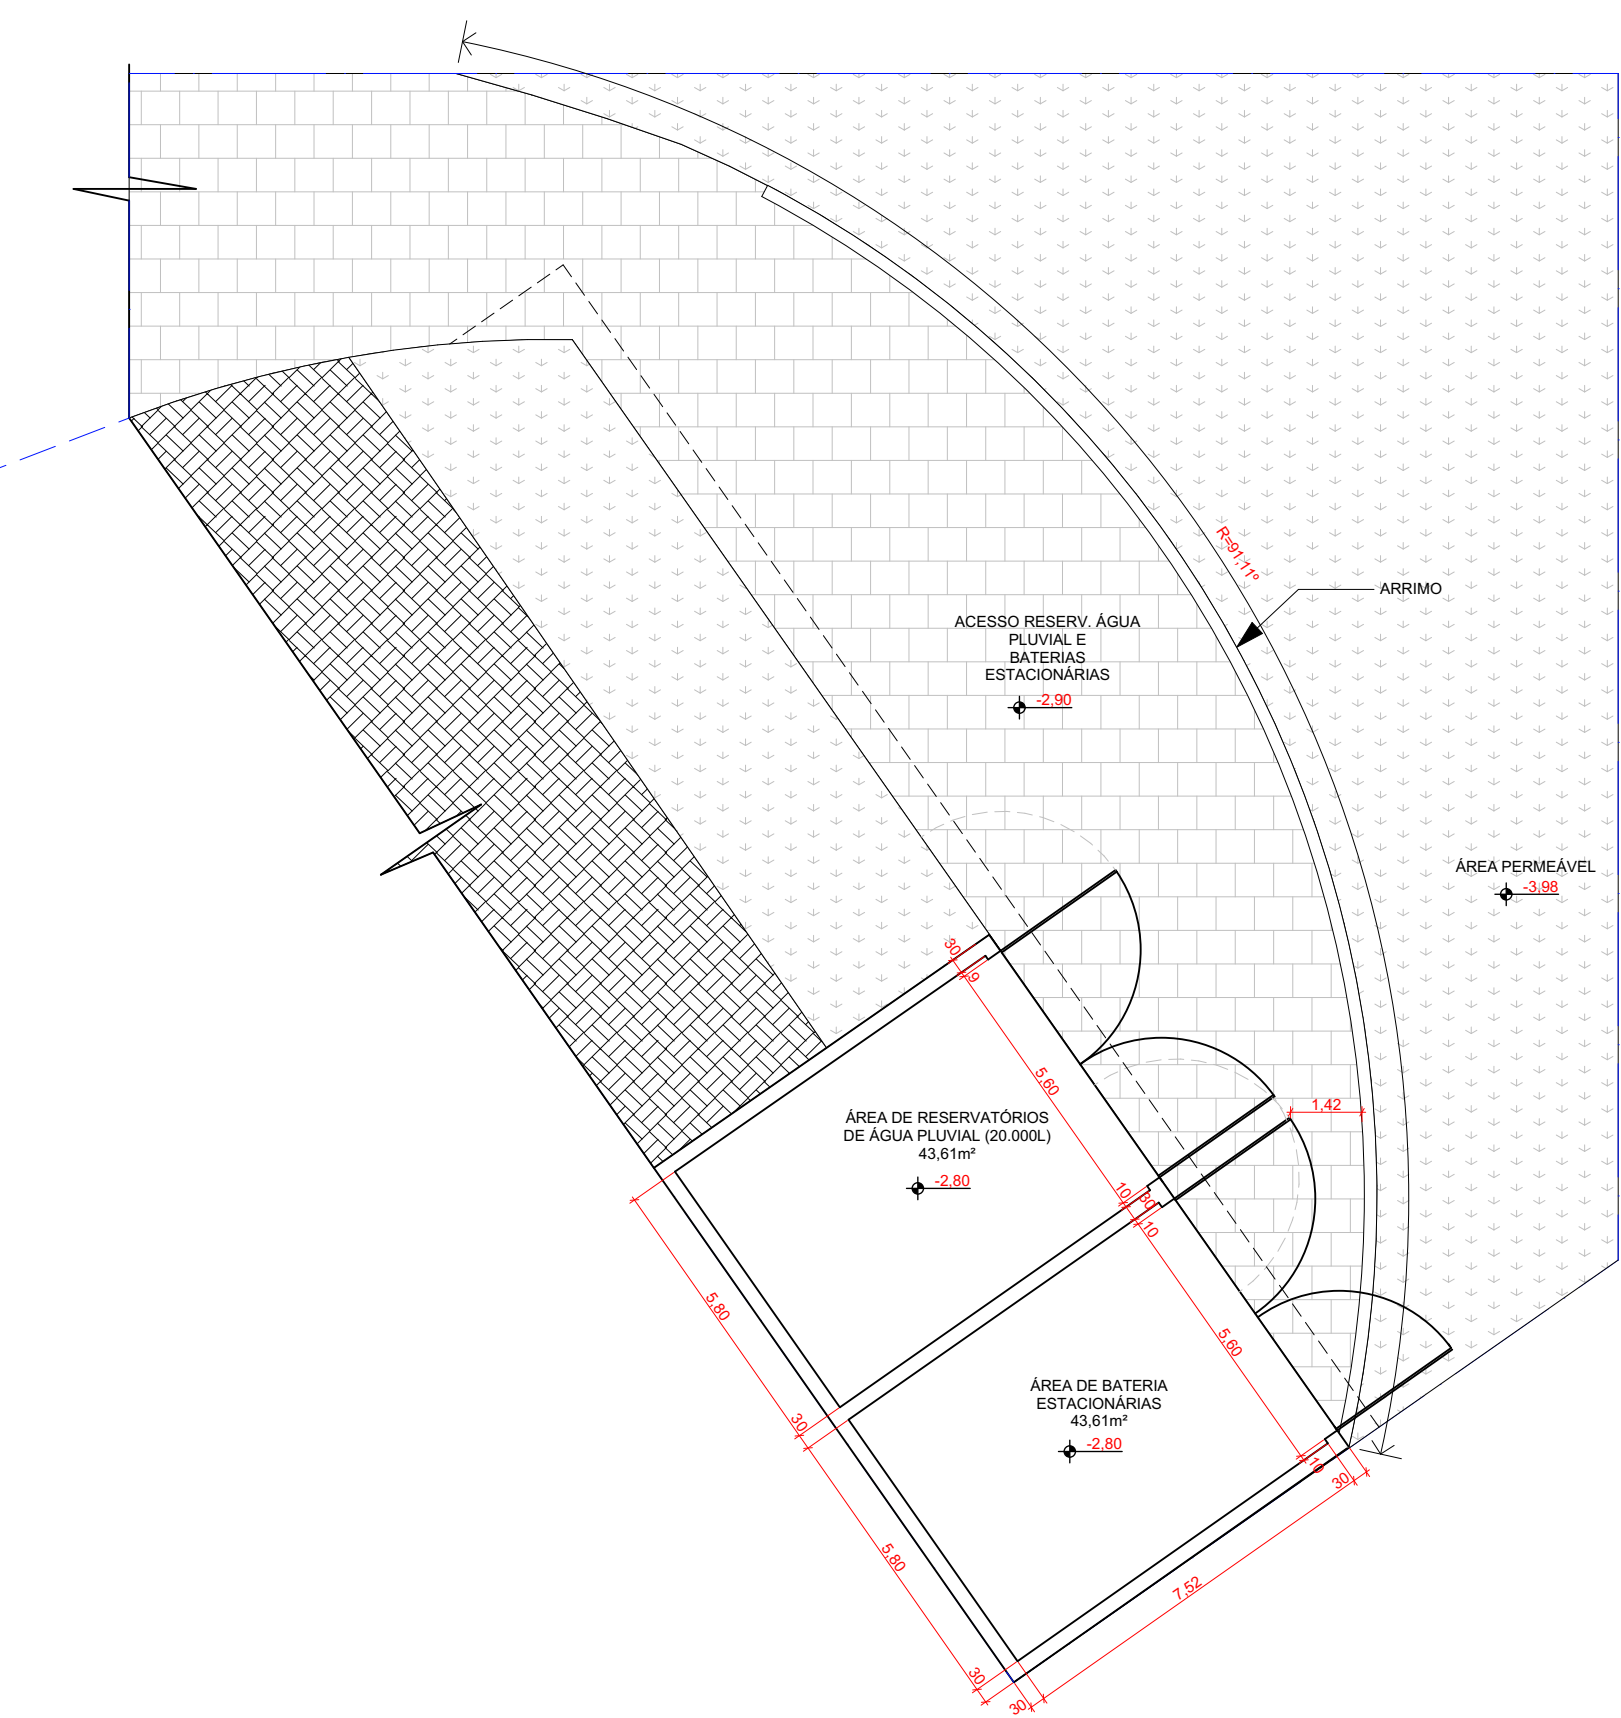 R=91,11º
ARRIMO
ACESSO RESERV. ÁGUA
PLUVIAL E
BATERIAS
ESTACIONÁRIAS
-2,90
ÁREA PERMEÁVEL
-3,98
30
9
5,60
1,42
ÁREA DE RESERVATÓRIOS
DE ÁGUA PLUVIAL (20.000L)
43,61m²
-2,80
10
30
10
5,80
5,60
30
ÁREA DE BATERIA
ESTACIONÁRIAS
43,61m²
-2,80
10
30
5,80
7,52
30
30